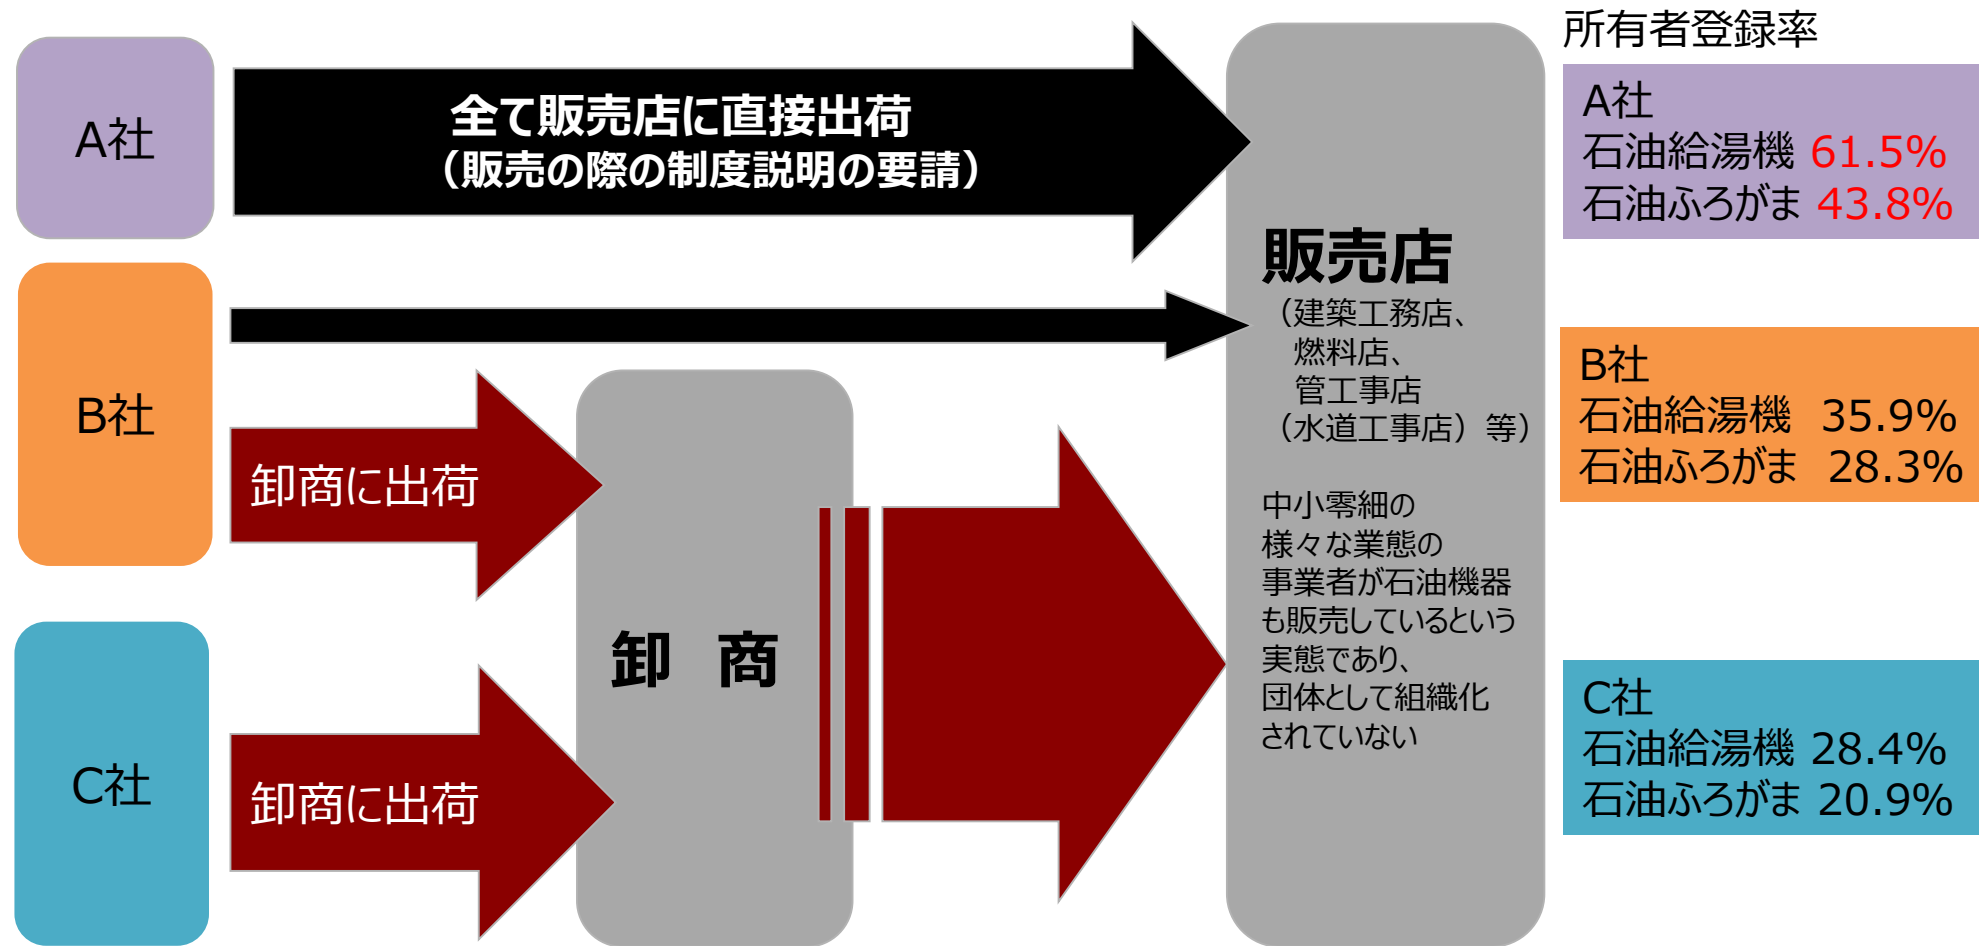 所有者登録率
A社
全て販売店に直接出荷
（販売の際の制度説明の要請）
A社
石油給湯機 61.5%
石油ふろがま 43.8%
B社
卸商に出荷
B社
石油給湯機 35.9%
石油ふろがま 28.3%
C社
卸商に出荷
卸 商
販売店
（建築工務店、
燃料店、
管工事店
（水道工事店）等）
中小零細の
様々な業態の
事業者が石油機器
も販売しているという
実態であり、
団体として組織化
されていない
C社
石油給湯機 28.4%
石油ふろがま 20.9%